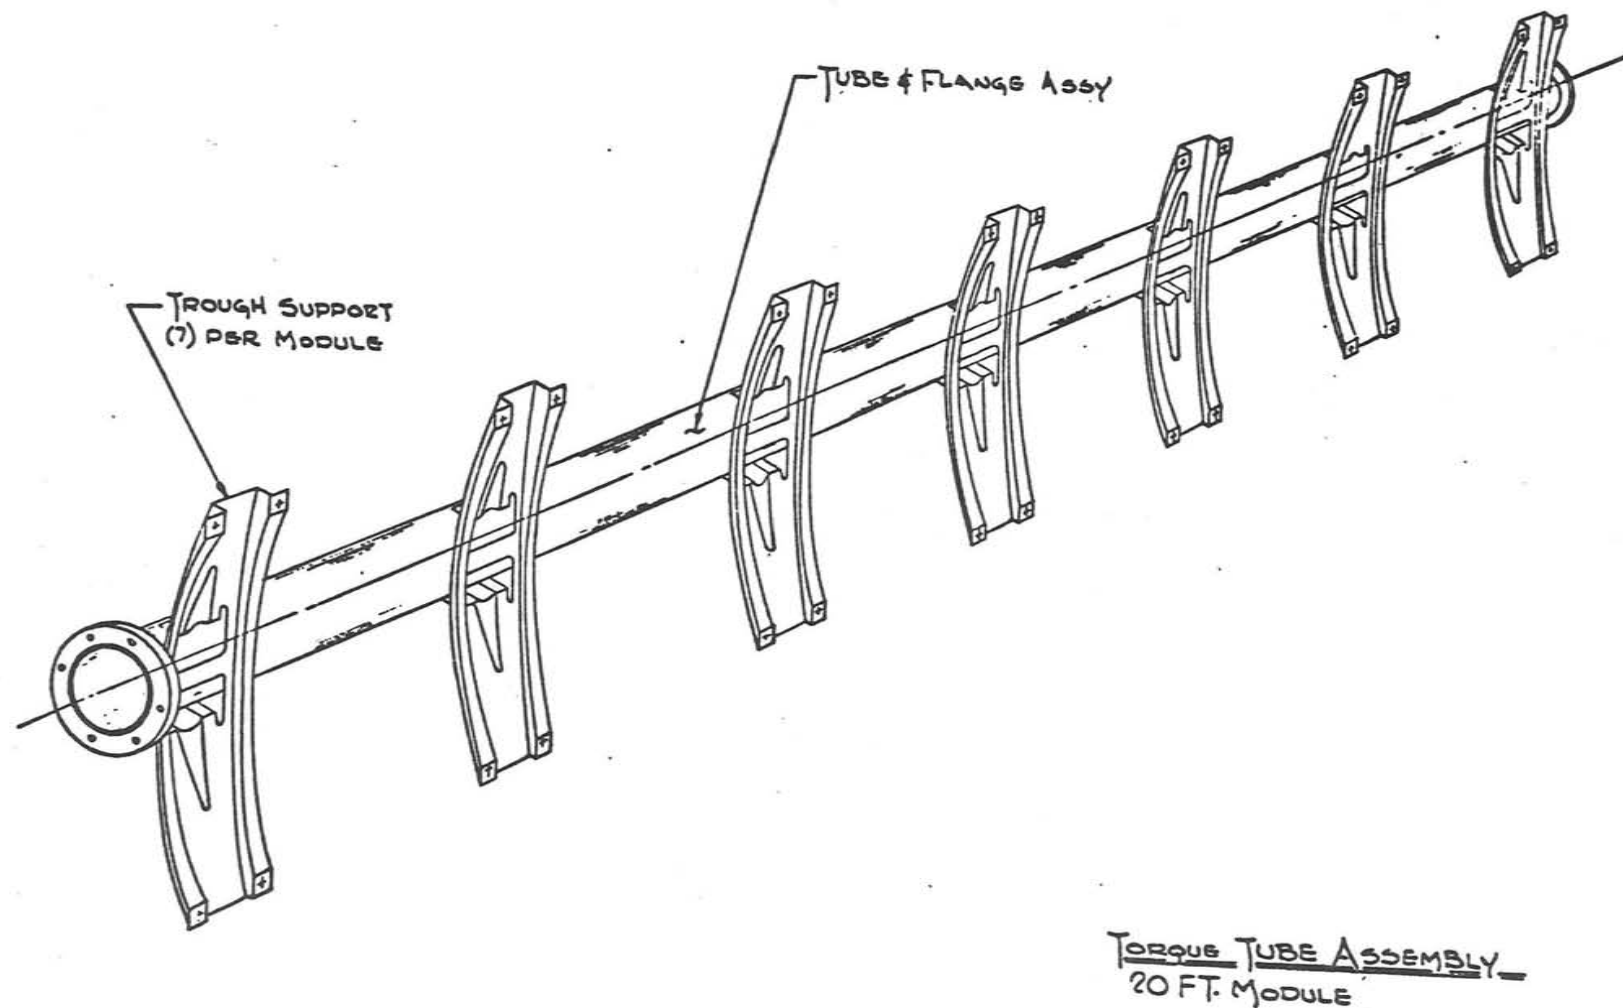 TUBE & FLANGE ASSY
TROUGH SUPPORT
(7) PER MODULE
TORQUE TUBE ASSEMBLY
20 FT. MODULE